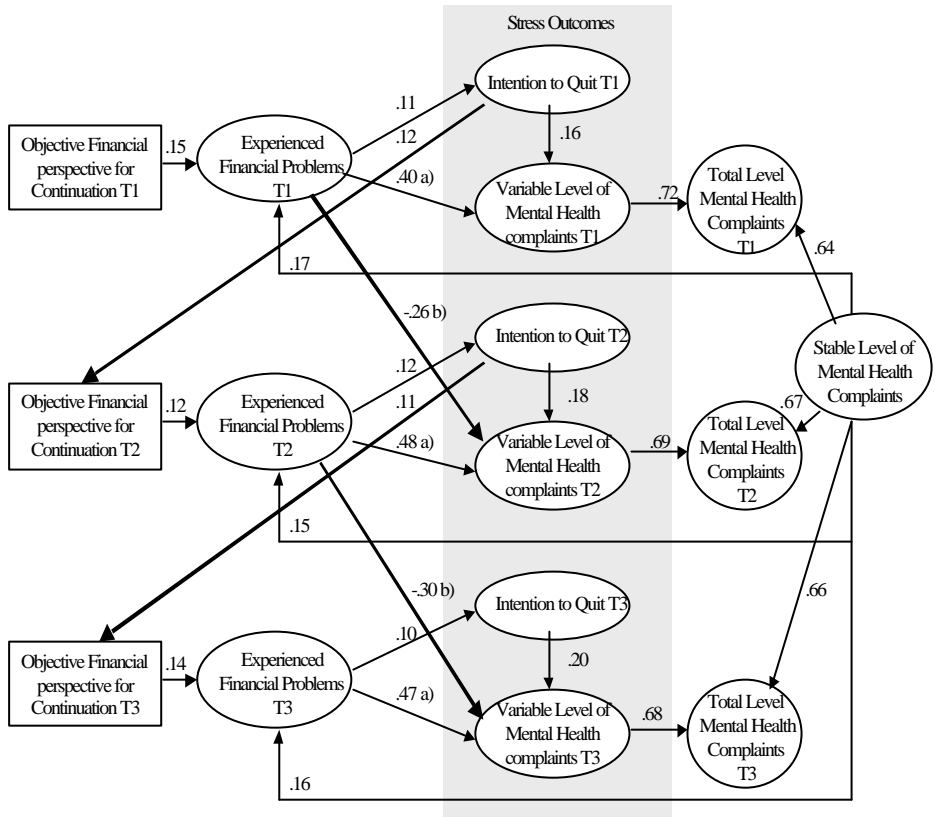 Stress Outcomes
Intention to Quit T1
.11
.12
.16
Objective Financial
perspective for
Continuation T1
.15
Experienced
Financial Problems
T1
.40 a)
Variable Level of
Mental Health
complaints T1
.72
Total Level
Mental Health
Complaints
T1
.64
.17
-.26 b)
Intention to Quit T2
.12
.11
.18
Stable Level of
Mental Health
Complaints
Objective Financial
perspective for
Continuation T2
.12
Experienced
Financial Problems
T2
.48 a)
Variable Level of
Mental Health
complaints T2
.69
.67
Total Level
Mental Health
Complaints
T2
.15
-.30 b)
Intention to Quit T3
.10
.20
.66
Objective Financial
perspective for
Continuation T3
.14
Experienced
Financial Problems
T3
.47 a)
Variable Level of
Mental Health
complaints T3
.68
Total Level
Mental Health
Complaints
T3
.16